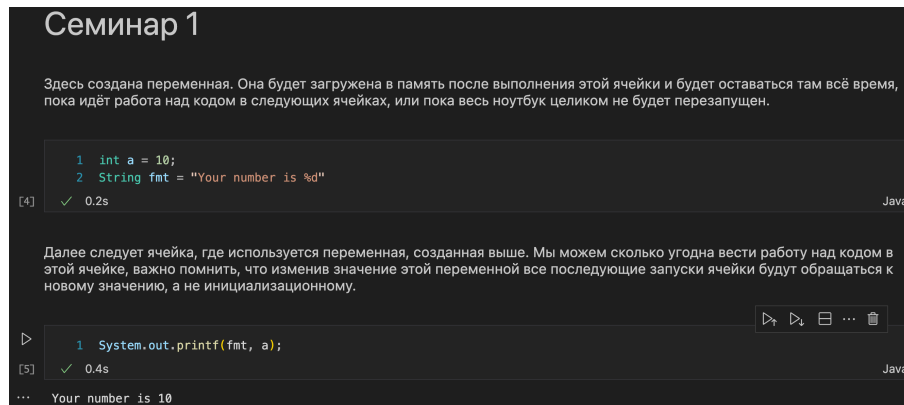 Семинар 1
Здесь создана переменная. Она будет загружена в память после выполнения этой ячейки и будет оставаться там всё время,
пока идёт работа над кодом в следующих ячейках, или пока весь ноутбук целиком не будет перезапущен.
1 int a = 10;
2 String fmt = "Your number is %d"
[4] ✓ 0.2s Java
Далее следует ячейка, где используется переменная, созданная выше. Мы можем сколько угодна вести работу над кодом в
этой ячейке, важно помнить, что изменив значение этой переменной все последующие запуски ячейки будут обращаться к
новому значению, а не инициализационному.
1 System.out.printf(fmt, a);
[5] ✓ 0.4s Java
... Your number is 10